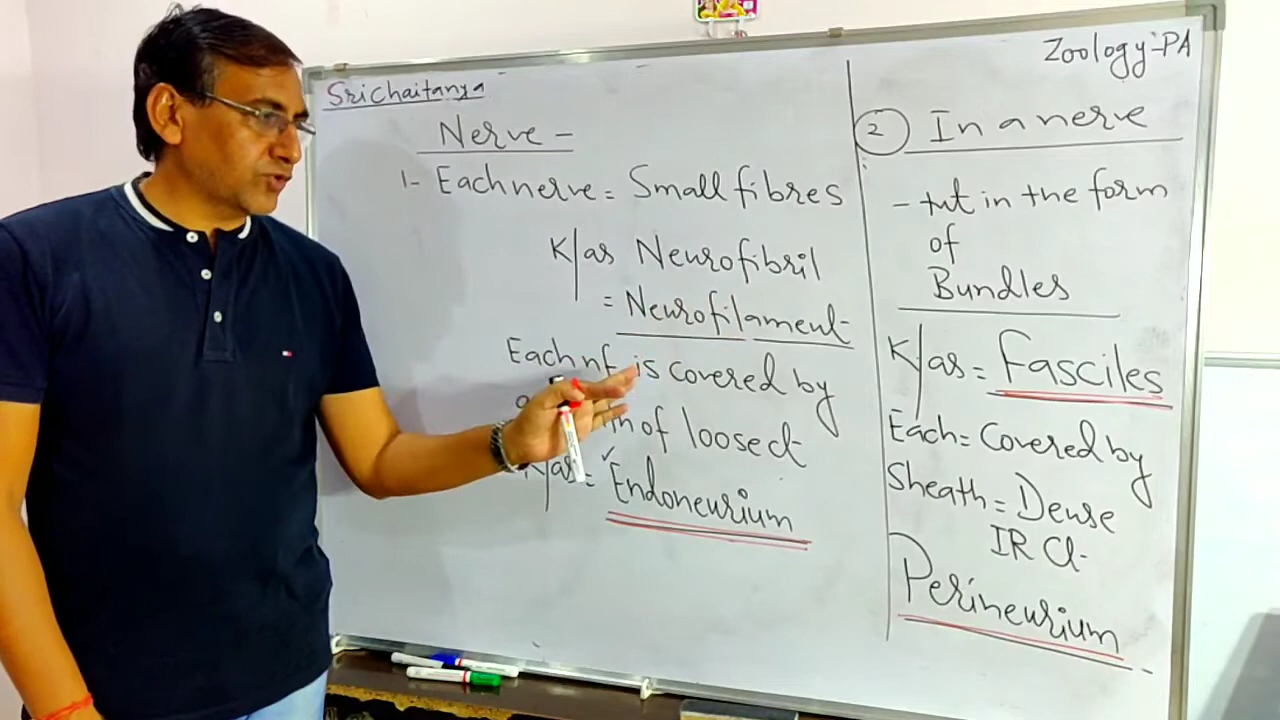 Srichaitanya
Nerve -
1- Each nerve = Small fibres
K/as Neurofibril
= Neurofilament
Each nf is covered by
of loose ct
K/as = ✓ Endoneurium
Zoology-PA
2 In a nerve
in the form
of
Bundles
K/as = Fasciles
Each = Covered by
Sheath = Dense
IR Ct
Perineurium